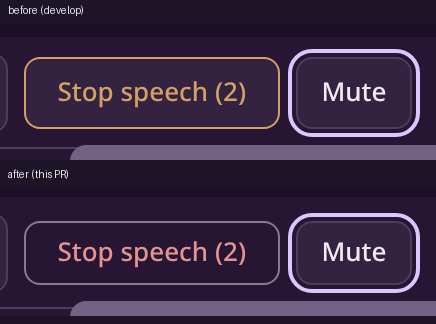 before (develop)
Stop speech (2) Mute
after (this PR)
Stop speech (2) Mute